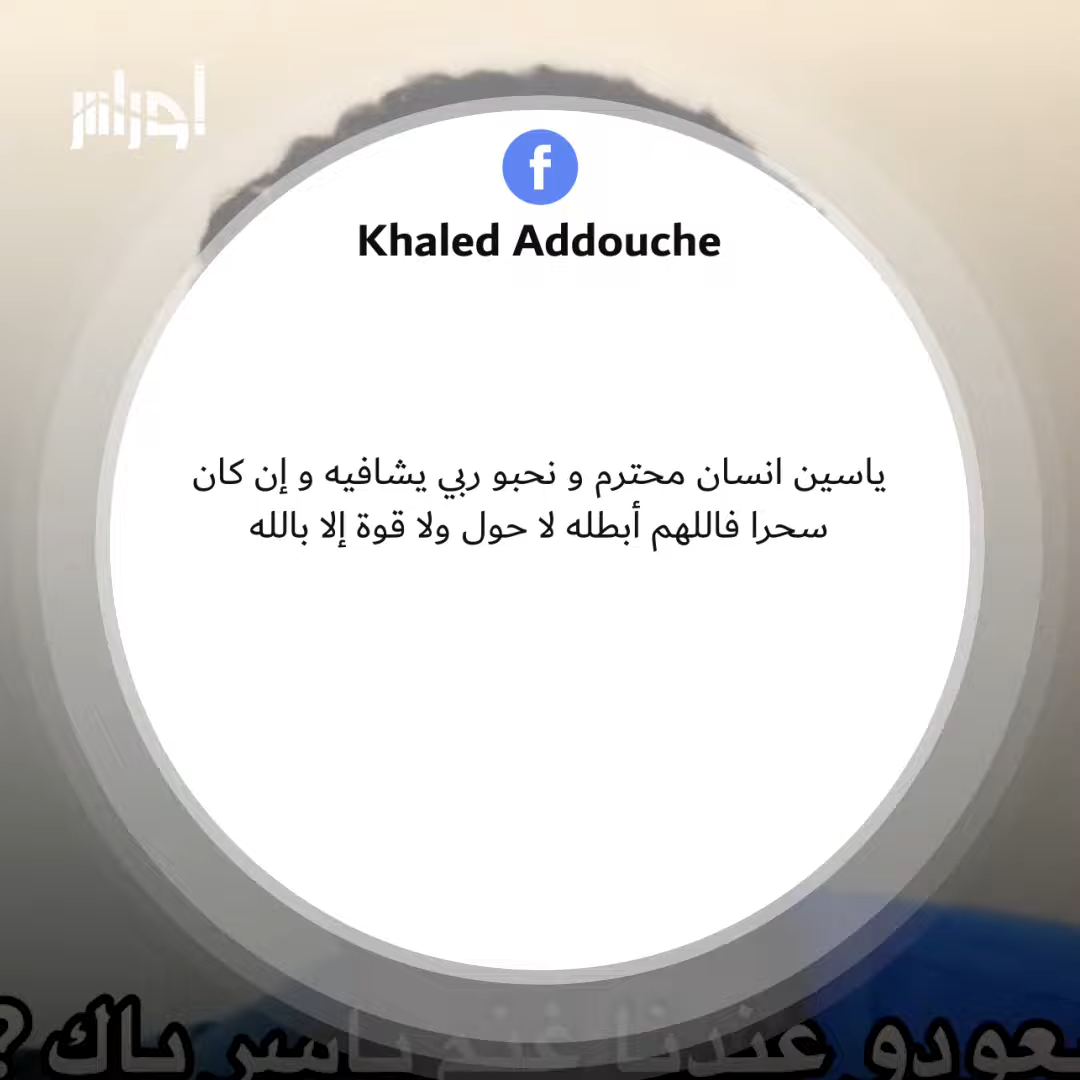 f
Khaled Addouche
ياسين انسان محترم و نحبو ربي يشافيه و إن كان
سحرا فاللهم أبطله لا حول ولا قوة إلا بالله
عندنا